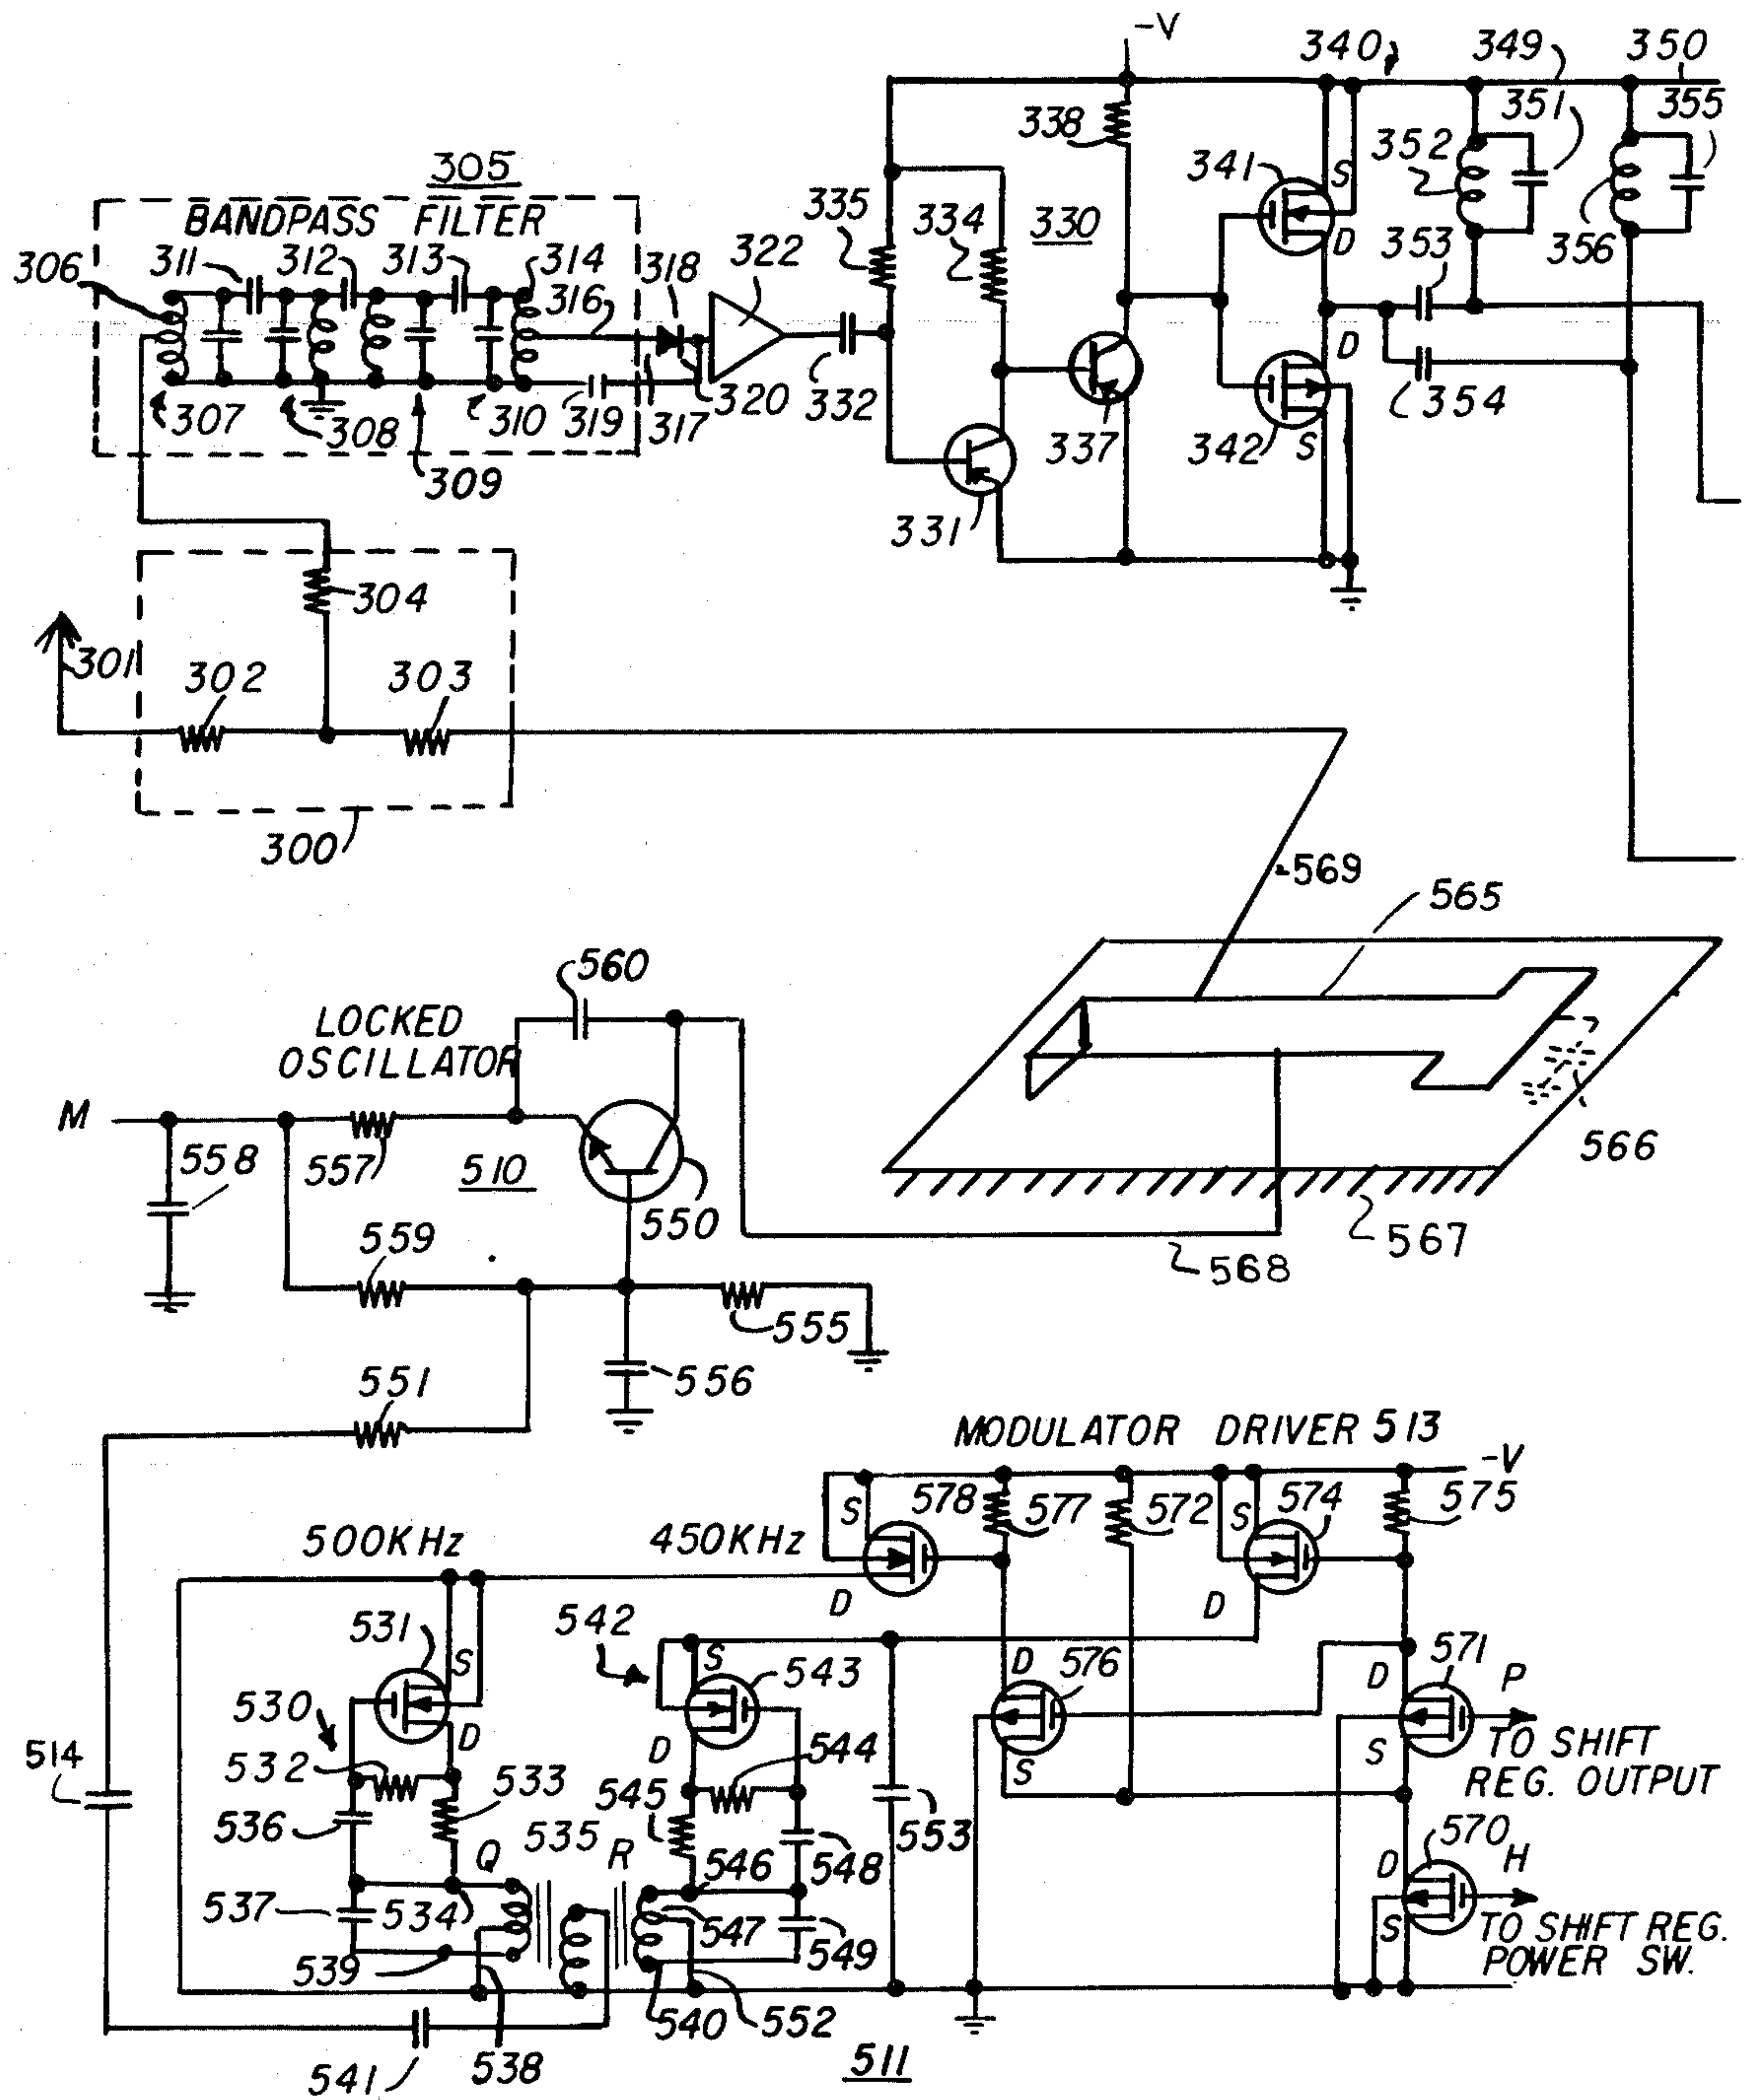 -V
340
349
350
351
355
338
352
341
S
305
BANDPASS FILTER
335
334
330
D
353
356
306
311
312
313
314
318
322
316
D
354
307
308
310
319
317
320
332
337
342
S
309
331
304
301
302
303
300
569
565
560
LOCKED
OSCILLATOR
M
558
557
510
550
566
567
559
568
555
551
556
MODULATOR DRIVER 513
-V
578
577
572
S
574
575
S
500KHz
450KHz
D
D
531
542
S
S
543
D
576
571
P
D
530
D
D
544
TO SHIFT
REG. OUTPUT
514
532
533
545
S
S
536
535
553
570
H
Q
R
546
548
D
537
534
547
549
S
TO SHIFT REG.
POWER SW.
539
540
552
541
538
511